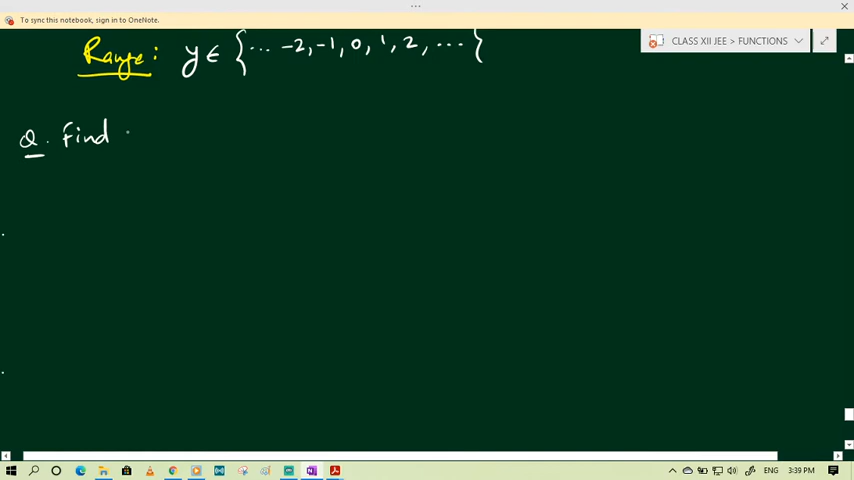 To sync this notebook, sign in to OneNote.
Range: y ∈ { ... -2, -1, 0, 1, 2, ... }
CLASS XII JEE > FUNCTIONS
Q. Find
ENG 3:39 PM